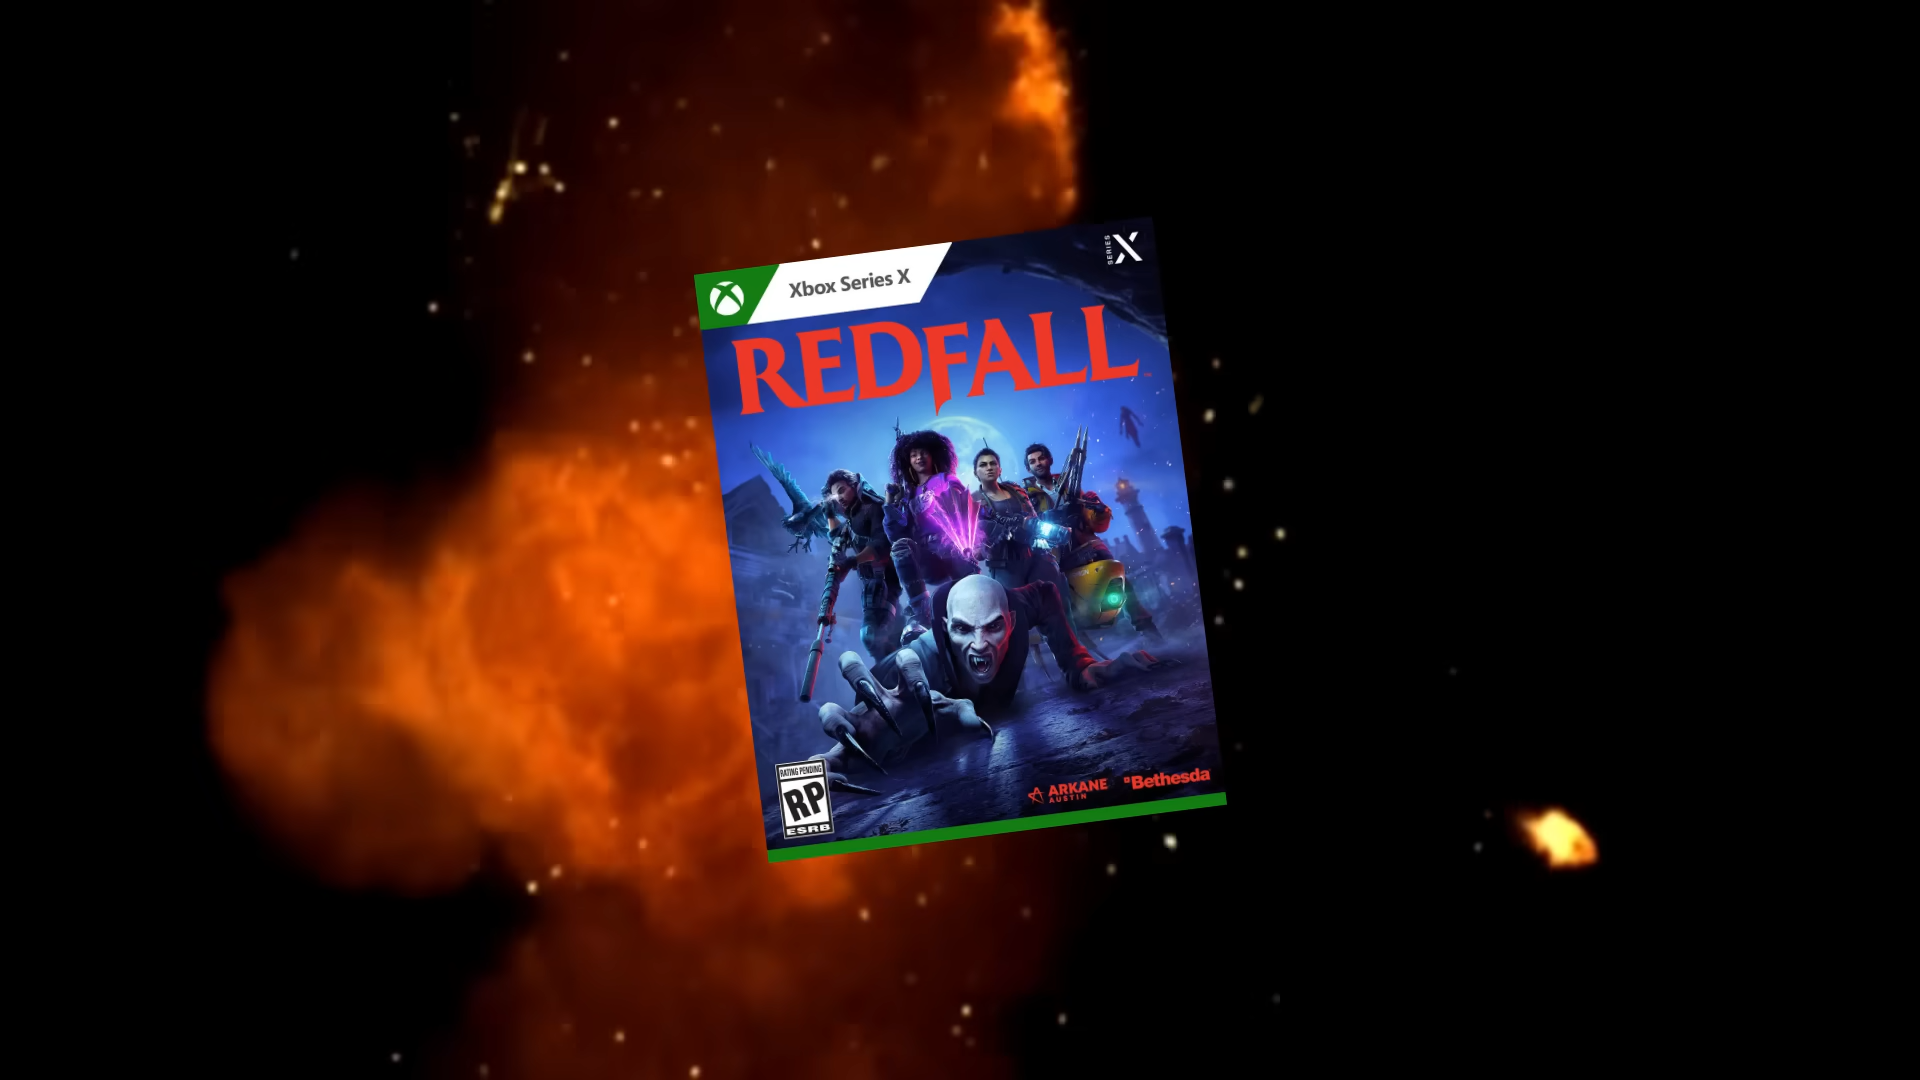 Xbox Series X
SERIES X
REDFALL
RATING PENDING
RP
ESRB
ARKANE
AUSTIN
Bethesda